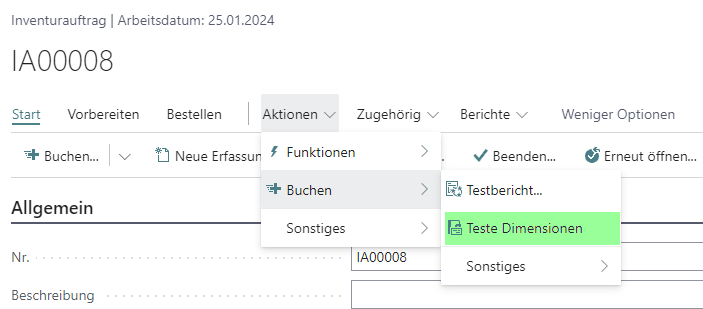 Inventurauftrag | Arbeitsdatum: 25.01.2024
IA00008
Start Vorbereiten Bestellen Aktionen Zugehörig Berichte Weniger Optionen
Buchen... Neue Erfassun Beenden... Erneut öffnen...
Funktionen
Buchen
Sonstiges
Testbericht...
Teste Dimensionen
Sonstiges
Allgemein
Nr. IA00008
Beschreibung